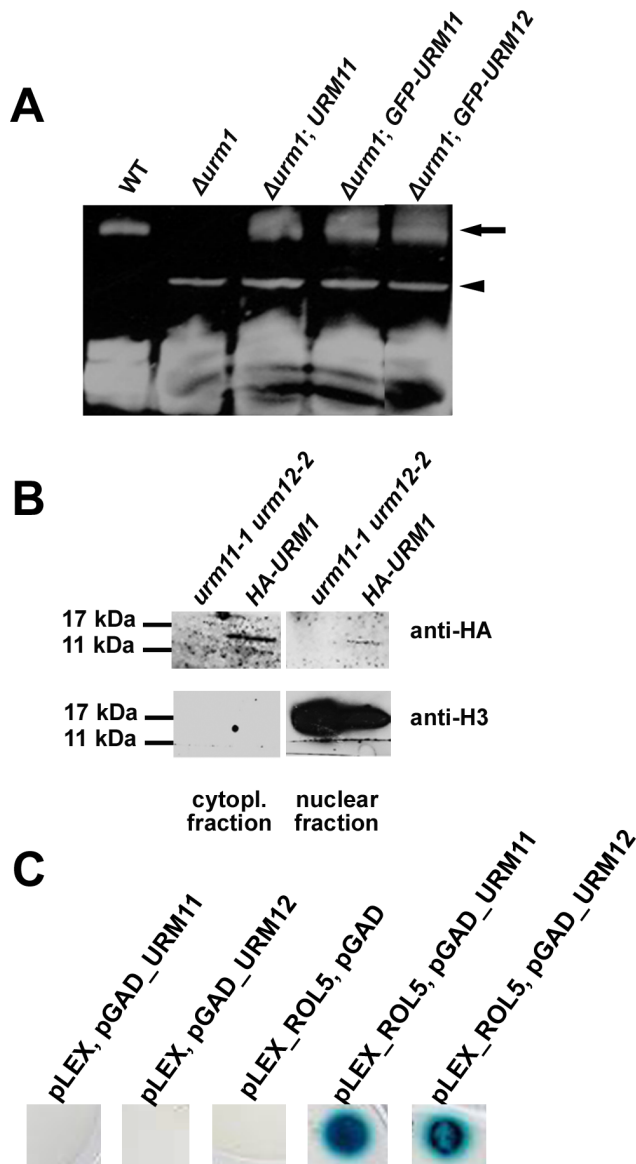 A
WT
Δurm1
Δurm1; URM11
Δurm1; GFP-URM11
Δurm1; GFP-URM12
B
urm11-1 urm12-2
HA-URM1
urm11-1 urm12-2
HA-URM1
17 kDa
11 kDa
anti-HA
17 kDa
11 kDa
anti-H3
cytopl.
fraction
nuclear
fraction
C
pLEX, pGAD_URM11
pLEX, pGAD_URM12
pLEX_ROL5, pGAD
pLEX_ROL5, pGAD_URM11
pLEX_ROL5, pGAD_URM12